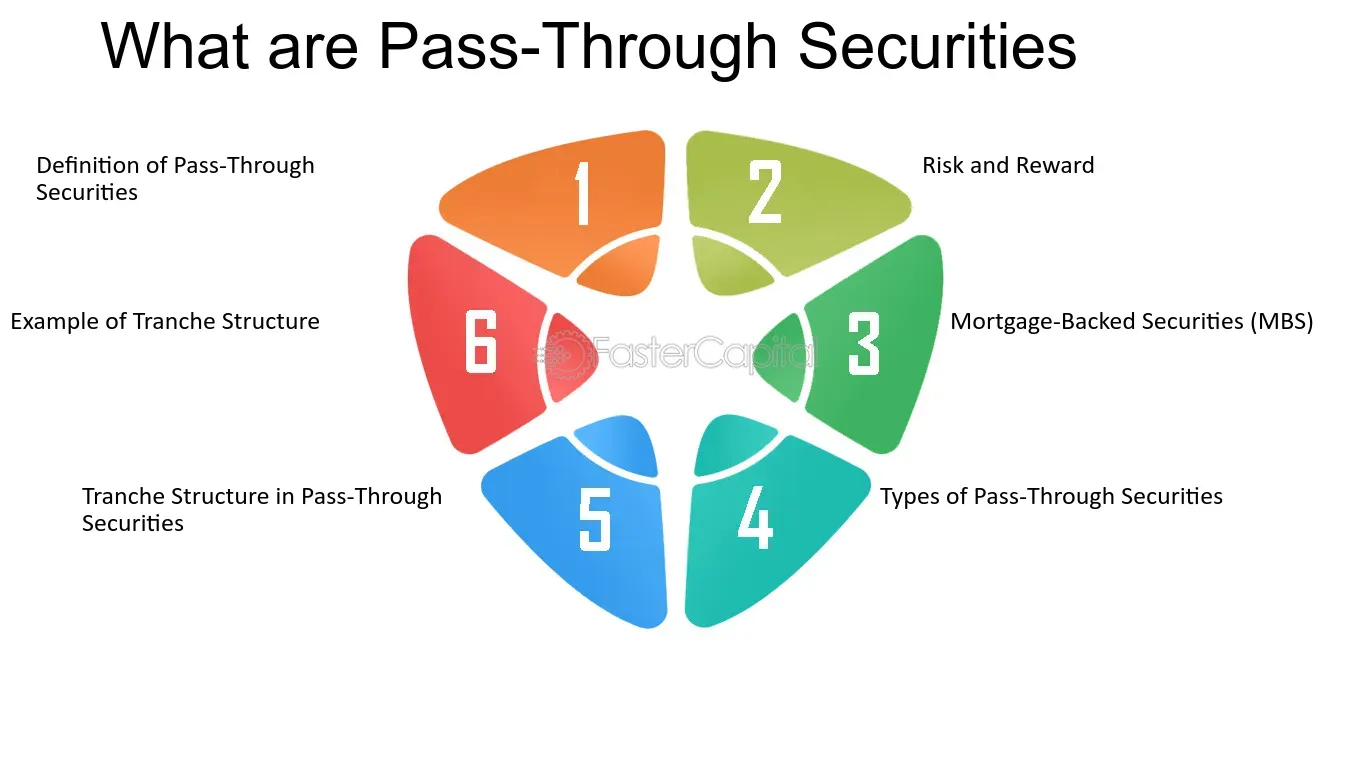 What are Pass-Through Securities
Definition of Pass-Through
Securities
1
2
Risk and Reward
Example of Tranche Structure
6
FasterCapital
3
Mortgage-Backed Securities (MBS)
Tranche Structure in Pass-Through
Securities
5
4
Types of Pass-Through Securities